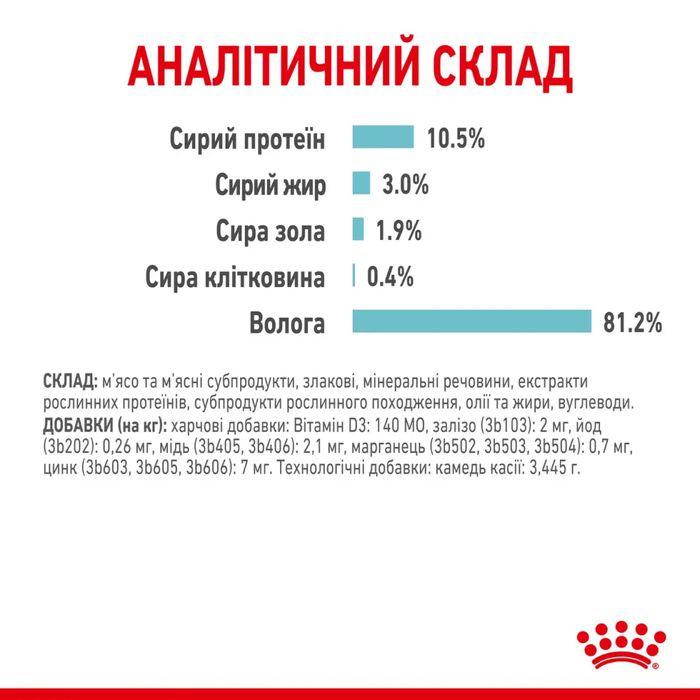 АНАЛІТИЧНИЙ СКЛАД
Сирий протеїн 10.5%
Сирий жир 3.0%
Сира зола 1.9%
Сира клітковина 0.4%
Волога 81.2%
СКЛАД: м'ясо та м'ясні субпродукти, злакові, мінеральні речовини, екстракти
рослинних протеїнів, субпродукти рослинного походження, олії та жири, вуглеводи.
ДОБАВКИ (на кг): харчові добавки: Вітамін D3: 140 МО, залізо (3b103): 2 мг, йод
(3b202): 0,26 мг, мідь (3b405, 3b406): 2,1 мг, марганець (3b502, 3b503, 3b504): 0,7 мг,
цинк (3b603, 3b605, 3b606): 7 мг. Технологічні добавки: камедь касії: 3,445 г.
®